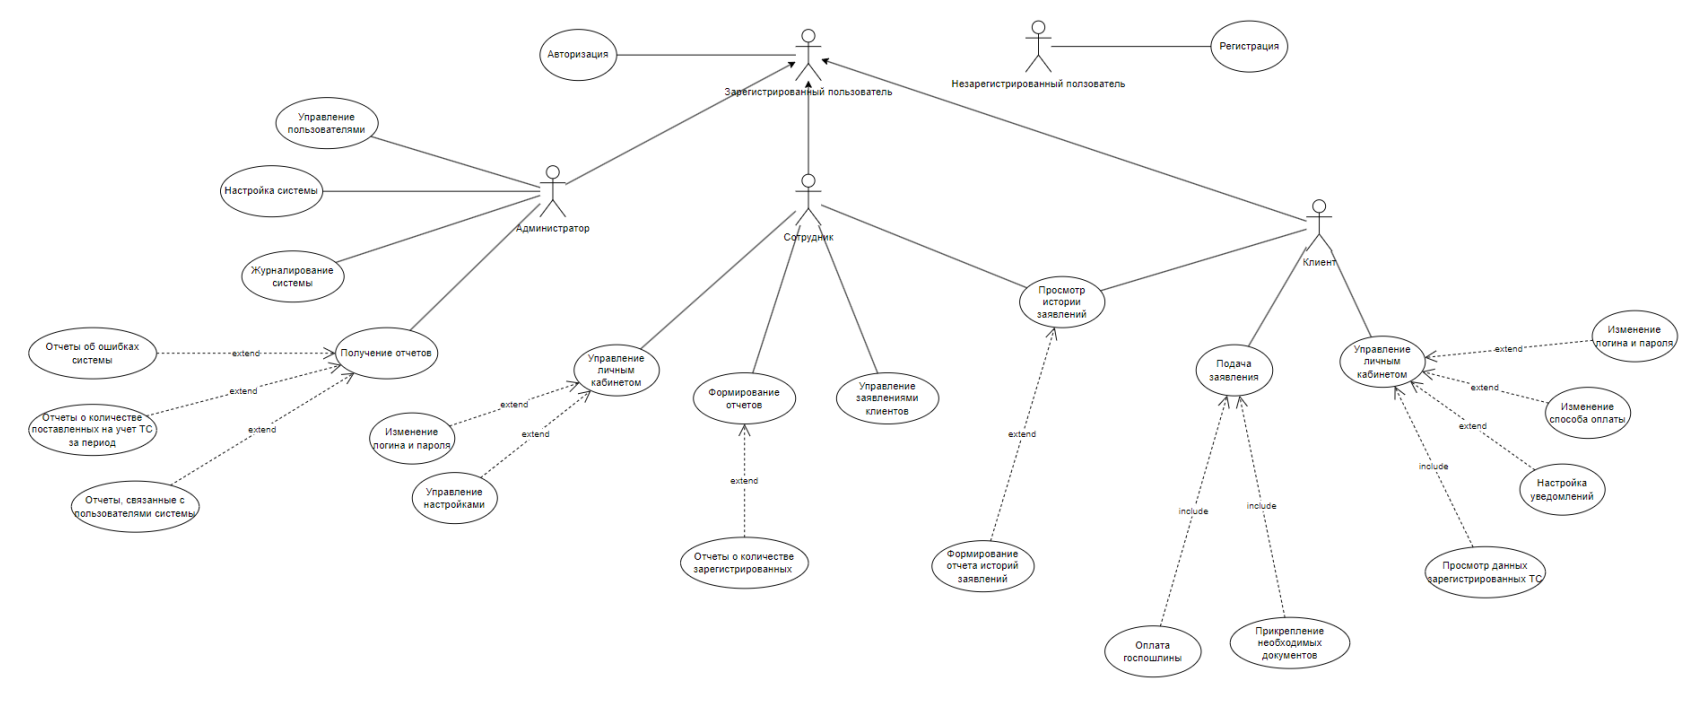 Авторизация
Зарегистрированный пользователь
Незарегистрированный ползователь
Регистрация
Управление
пользователями
Настройка системы
Администратор
Журналирование
системы
Сотрудник
Клиент
Просмотр
истории
заявлений
Отчеты об ошибках
системы
extend
Получение отчетов
extend
Отчеты о количестве
поставленных на учет ТС
за период
extend
Отчеты, связанные с
пользователями системы
Управление
личным
кабинетом
extend
Изменение
логина и пароля
extend
Управление
настройками
Формирование
отчетов
Управление
заявлениями
клиентов
extend
Отчеты о количестве
зарегистрированных
extend
Формирование
отчета историй
заявлений
Подача
заявления
include
include
Оплата
госпошлины
Прикрепление
необходимых
документов
Управление
личным
кабинетом
extend
Изменение
логина и пароля
extend
Изменение
способа оплаты
extend
Настройка
уведомлений
include
Просмотр данных
зарегистрированных ТС